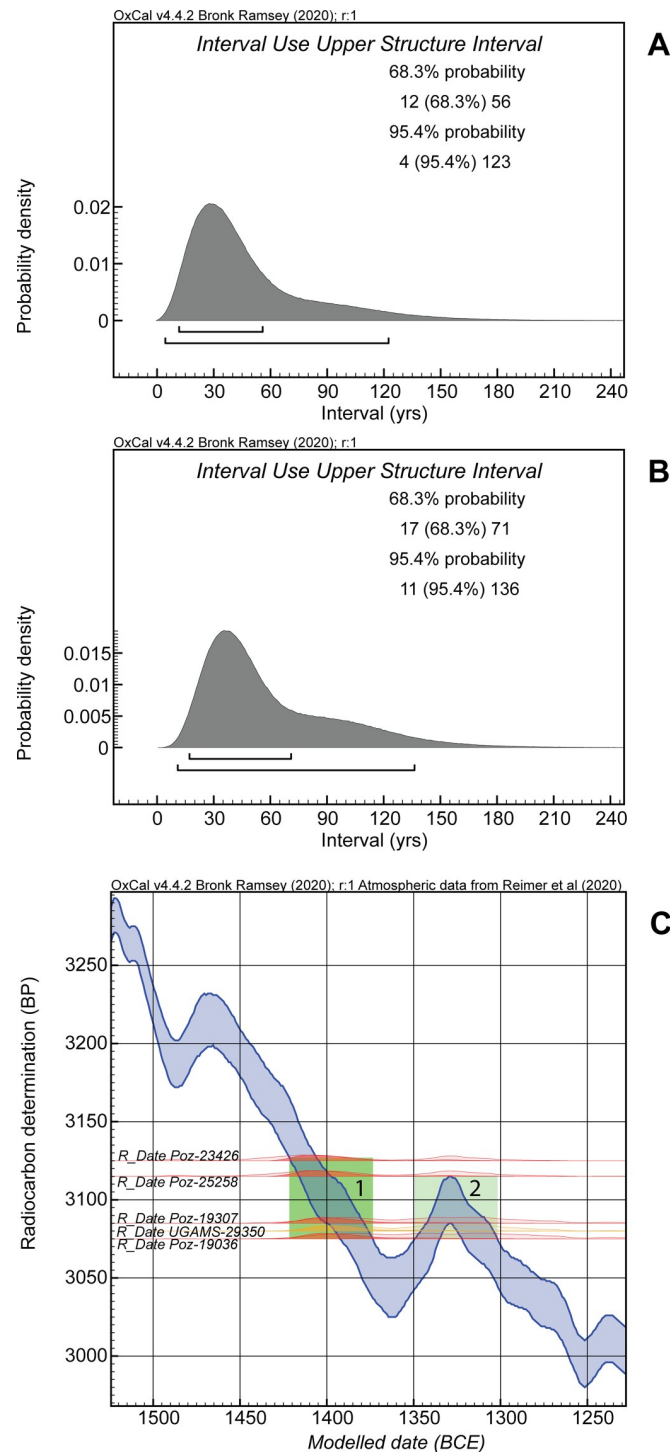 OxCal v4.4.2 Bronk Ramsey (2020); r:1
A
Interval Use Upper Structure Interval
68.3% probability
12 (68.3%) 56
95.4% probability
4 (95.4%) 123
Probability density
0.02
0.01
0
0 30 60 90 120 150 180 210 240
Interval (yrs)
OxCal v4.4.2 Bronk Ramsey (2020); r:1
B
Interval Use Upper Structure Interval
68.3% probability
17 (68.3%) 71
95.4% probability
11 (95.4%) 136
Probability density
0.015
0.01
0.005
0
0 30 60 90 120 150 180 210 240
Interval (yrs)
OxCal v4.4.2 Bronk Ramsey (2020); r:1 Atmospheric data from Reimer et al (2020)
C
Radiocarbon determination (BP)
3250
3200
3150
R_Date Poz-23426
3100
R_Date Poz-25258
1 2
R_Date Poz-19307
R_Date UGAMS-29350
R_Date Poz-19036
3050
3000
1500 1450 1400 1350 1300 1250
Modelled date (BCE)